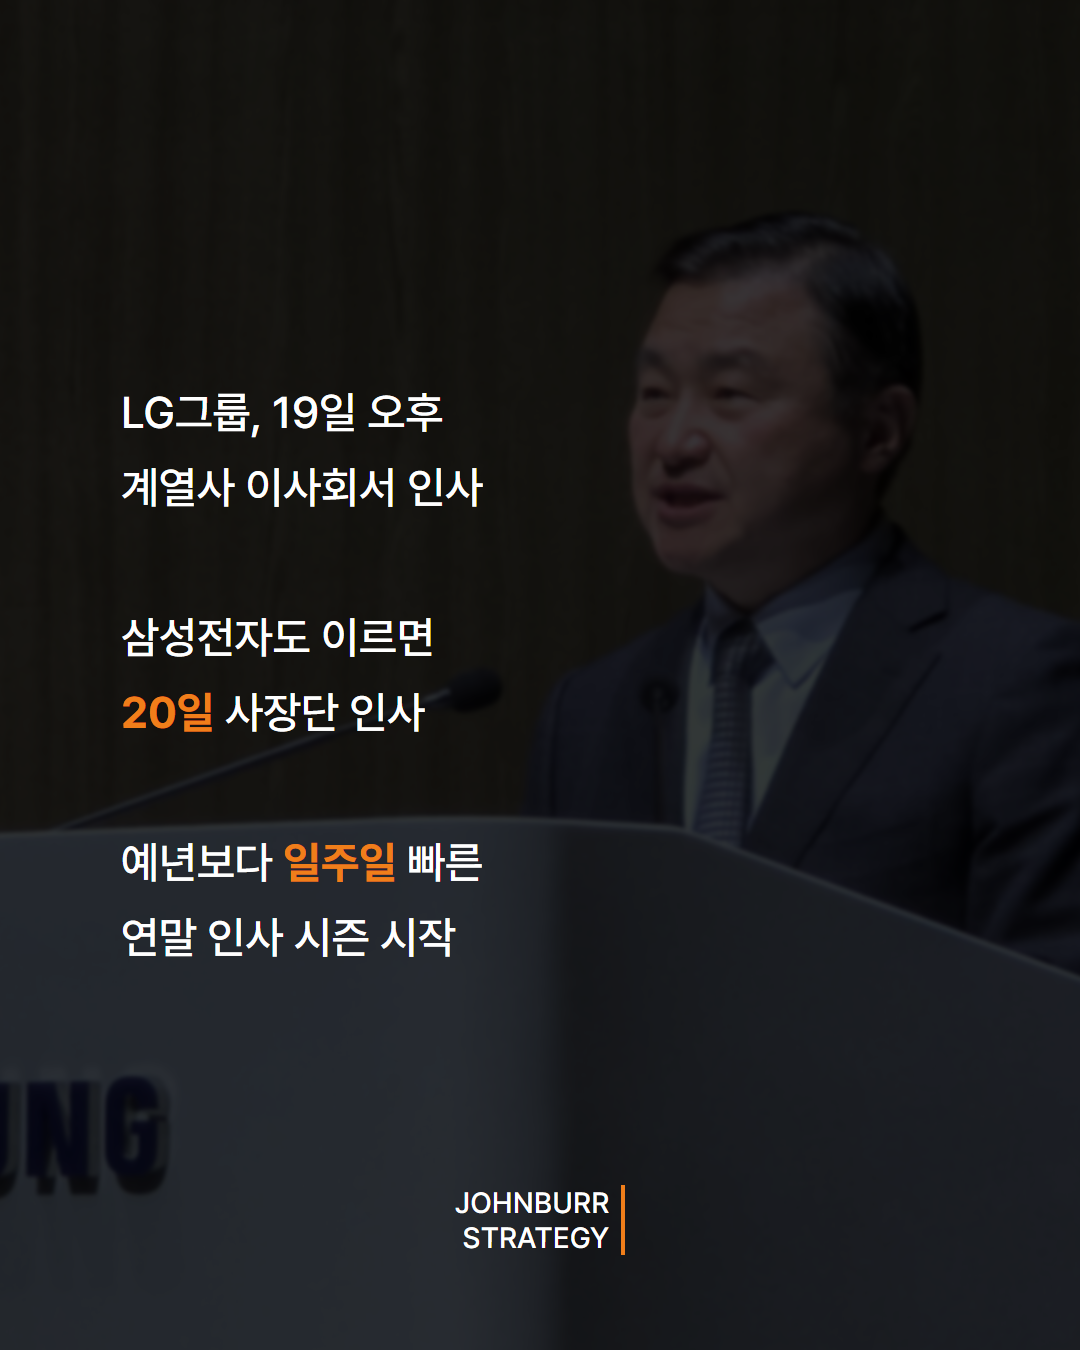 LG그룹, 19일 오후
계열사 이사회서 인사
삼성전자도 이르면
20일 사장단 인사
예년보다 일주일 빠른
연말 인사 시즌 시작
UNG
JOHNBURR
STRATEGY